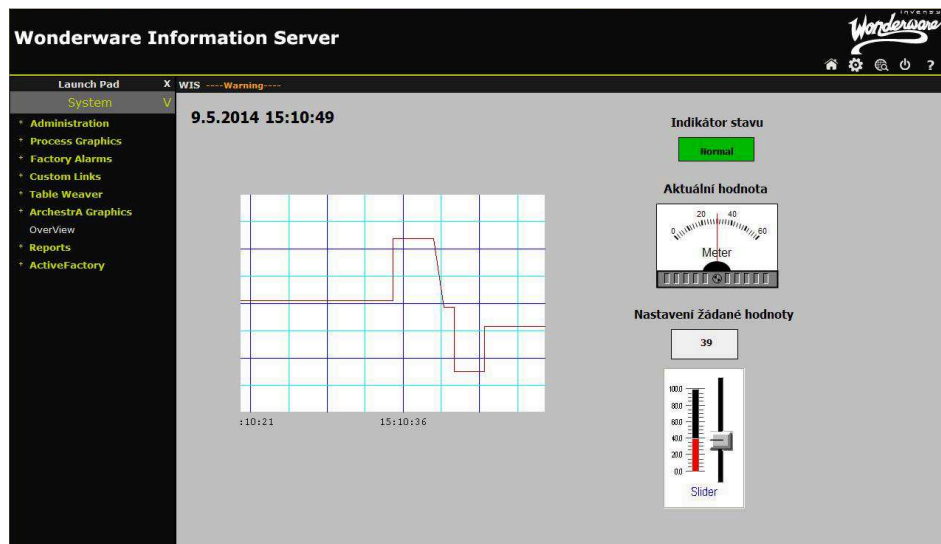 invensys
Wonderware
Wonderware Information Server
?
Launch Pad X
System V
+ Administration
+ Process Graphics
+ Factory Alarms
+ Custom Links
+ Table Weaver
+ ArchestrA Graphics
OverView
+ Reports
+ ActiveFactory
WIS ----Warning----
9.5.2014 15:10:49
:10:21 15:10:36
Indikátor stavu
Normal
Aktuální hodnota
0 20 40 60
Meter
Nastavení žádané hodnoty
39
100.0
80.0
60.0
40.0
20.0
0.0
Slider